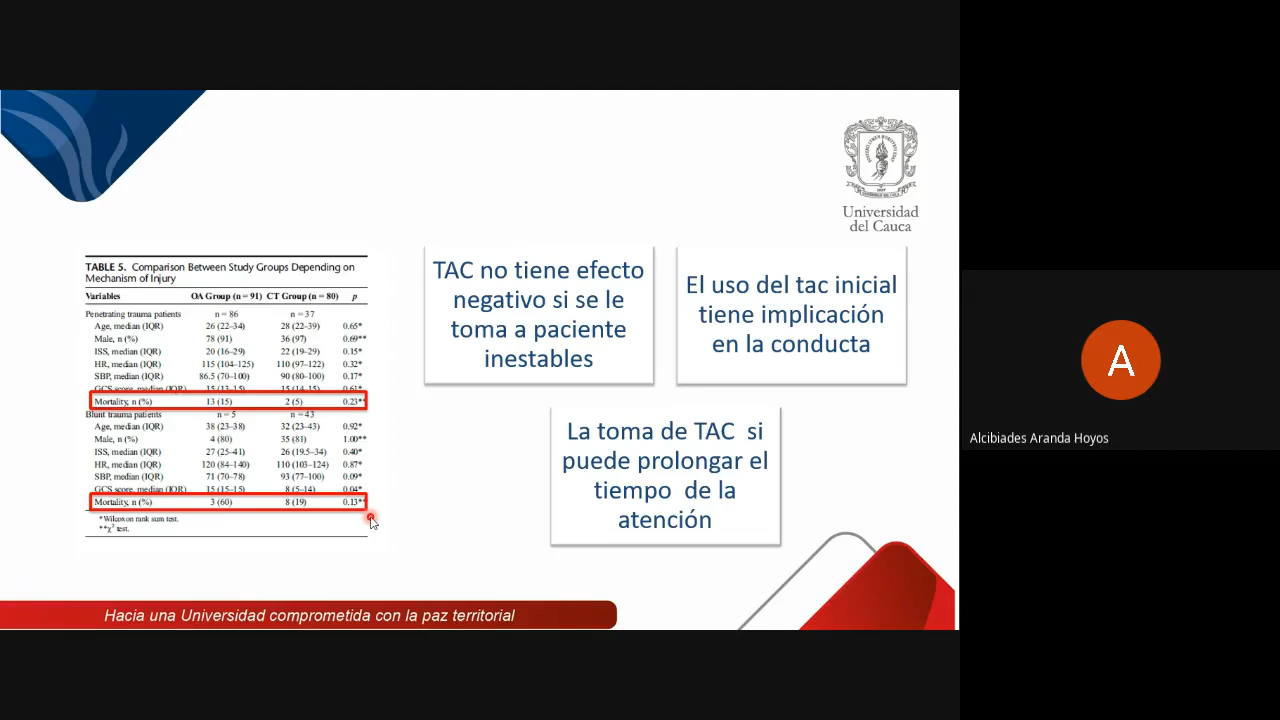 Universidad
del Cauca
TABLE 5. Comparison Between Study Groups Depending on
Mechanism of Injury
Variables OA Group (n = 91) CT Group (n = 80) p
Penetrating trauma patients n = 86 n = 37
Age, median (IQR) 26 (22–34) 28 (22–39) 0.65*
Male, n (%) 78 (91) 36 (97) 0.69**
ISS, median (IQR) 20 (16–29) 22 (19–29) 0.15*
HR, median (IQR) 115 (104–125) 110 (97–122) 0.32*
SBP, median (IQR) 86.5 (70–100) 90 (80–100) 0.17*
GCS score, median (IQR) 15 (13–15) 15 (14–15) 0.61*
Mortality, n (%) 13 (15) 2 (5) 0.23**
Blunt trauma patients n = 5 n = 43
Age, median (IQR) 38 (23–38) 32 (23–43) 0.92*
Male, n (%) 4 (80) 35 (81) 1.00**
ISS, median (IQR) 27 (25–41) 26 (19.5–34) 0.40*
HR, median (IQR) 120 (84–140) 110 (103–124) 0.87*
SBP, median (IQR) 71 (70–78) 93 (77–100) 0.09*
GCS score, median (IQR) 15 (15–15) 8 (5–14) 0.04*
Mortality, n (%) 3 (60) 8 (19) 0.13**
*Wilcoxon rank sum test.
**χ² test.
TAC no tiene efecto
negativo si se le
toma a paciente
inestables
El uso del tac inicial
tiene implicación
en la conducta
La toma de TAC si
puede prolongar el
tiempo de la
atención
Hacia una Universidad comprometida con la paz territorial
A
Alcibiades Aranda Hoyos